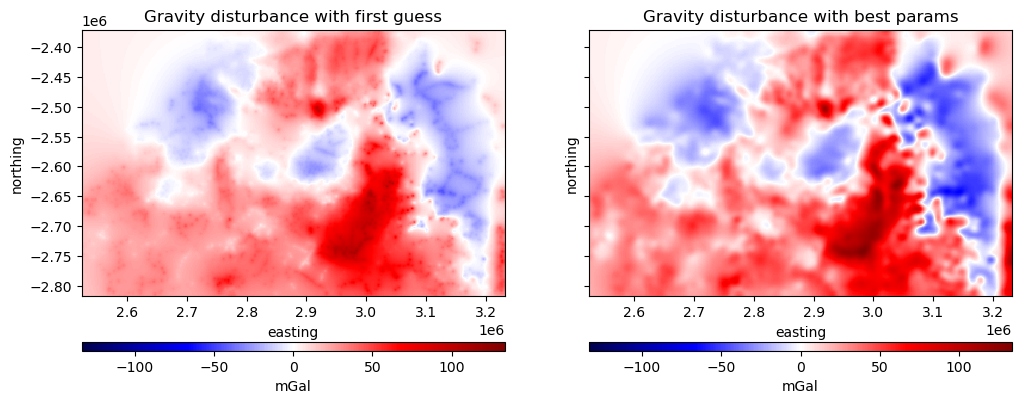 Gravity disturbance with first guess
1e6
−2.40
−2.45
−2.50
−2.55
−2.60
−2.65
−2.70
−2.75
−2.80
northing
2.6 2.7 2.8 2.9 3.0 3.1 3.2
easting
1e6
−100 −50 0 50 100
mGal
Gravity disturbance with best params
northing
2.6 2.7 2.8 2.9 3.0 3.1 3.2
easting
1e6
−100 −50 0 50 100
mGal